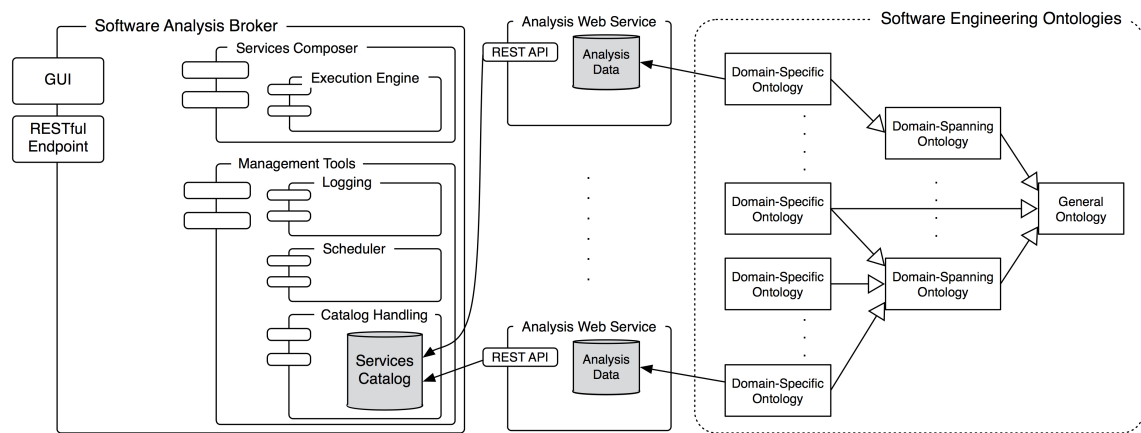 Software Analysis Broker
GUI
RESTful
Endpoint
Services Composer
Execution Engine
Management Tools
Logging
Scheduler
Catalog Handling
Services
Catalog
Analysis Web Service
REST API
Analysis
Data
Analysis Web Service
REST API
Analysis
Data
Software Engineering Ontologies
Domain-Specific
Ontology
Domain-Spanning
Ontology
Domain-Specific
Ontology
General
Ontology
Domain-Specific
Ontology
Domain-Spanning
Ontology
Domain-Specific
Ontology